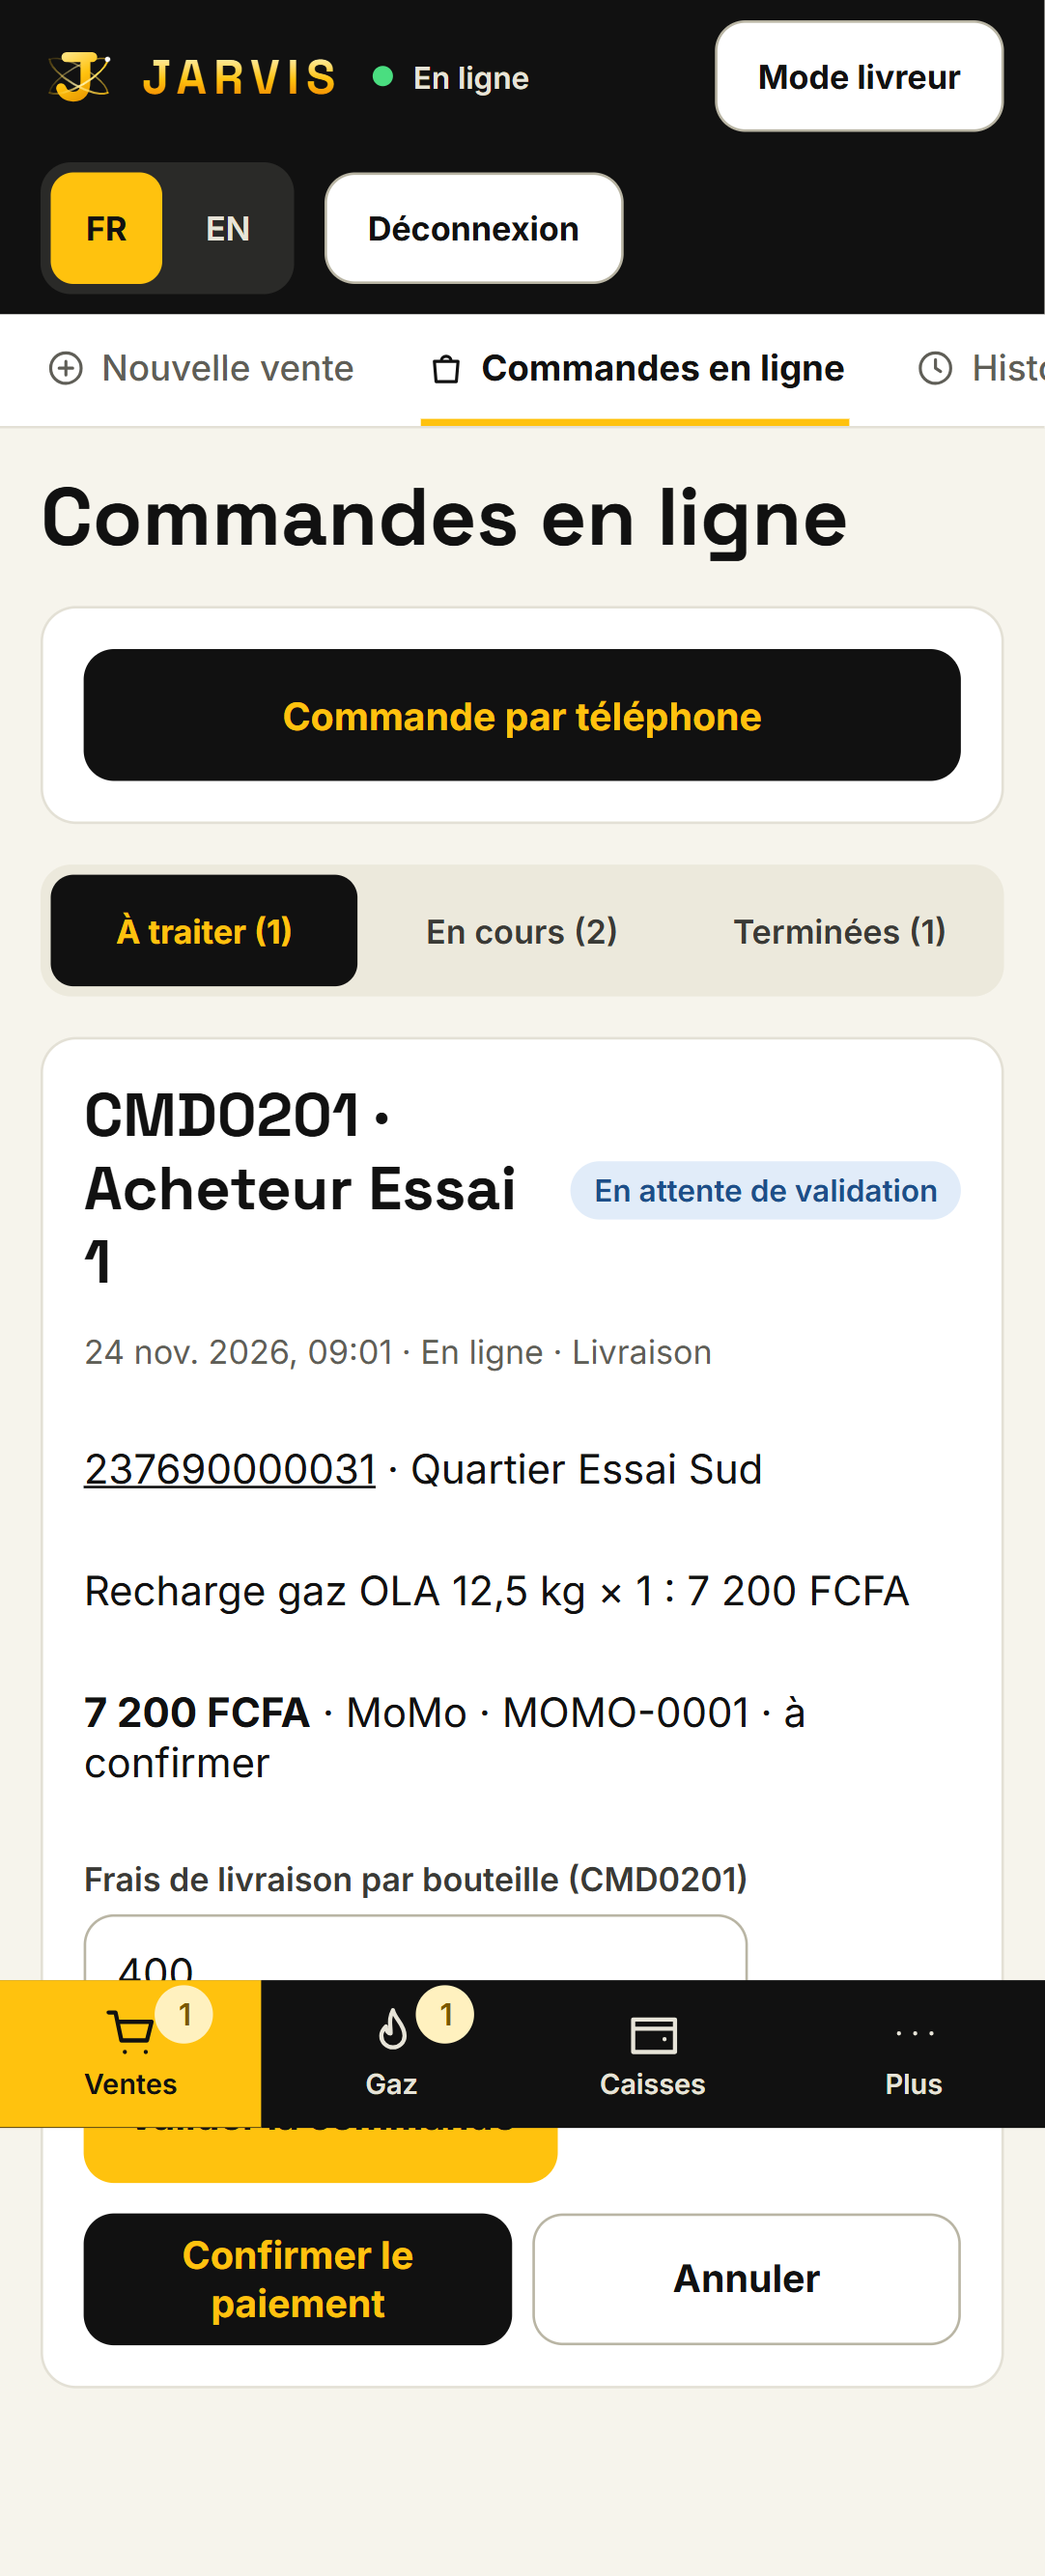 JARVIS
En ligne
Mode livreur
FR
EN
Déconnexion
Nouvelle vente
Commandes en ligne
Commandes en ligne
Commande par téléphone
À traiter (1)
En cours (2)
Terminées (1)
CMD0201 ·
Acheteur Essai
1
En attente de validation
24 nov. 2026, 09:01 · En ligne · Livraison
237690000031 · Quartier Essai Sud
Recharge gaz OLA 12,5 kg × 1 : 7 200 FCFA
7 200 FCFA · MoMo · MOMO-0001 · à
confirmer
Frais de livraison par bouteille (CMD0201)
400
1
Ventes
1
Gaz
Caisses
Plus
Confirmer le
paiement
Annuler